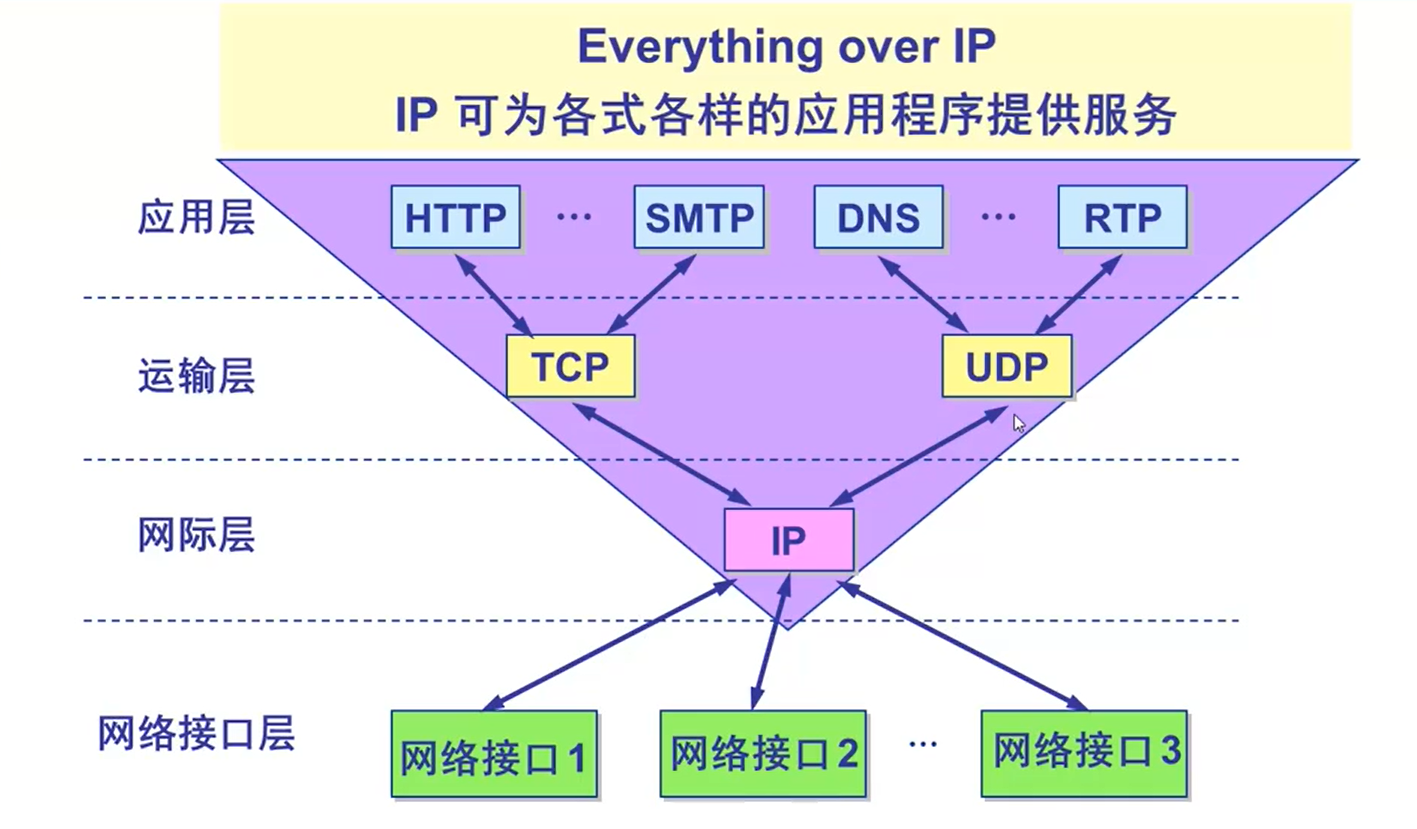 Everything over IP
IP 可为各式各样的应用程序提供服务
应用层 HTTP ··· SMTP DNS ··· RTP
运输层 TCP UDP
网际层 IP
网络接口层 网络接口 1 网络接口 2 ··· 网络接口 3